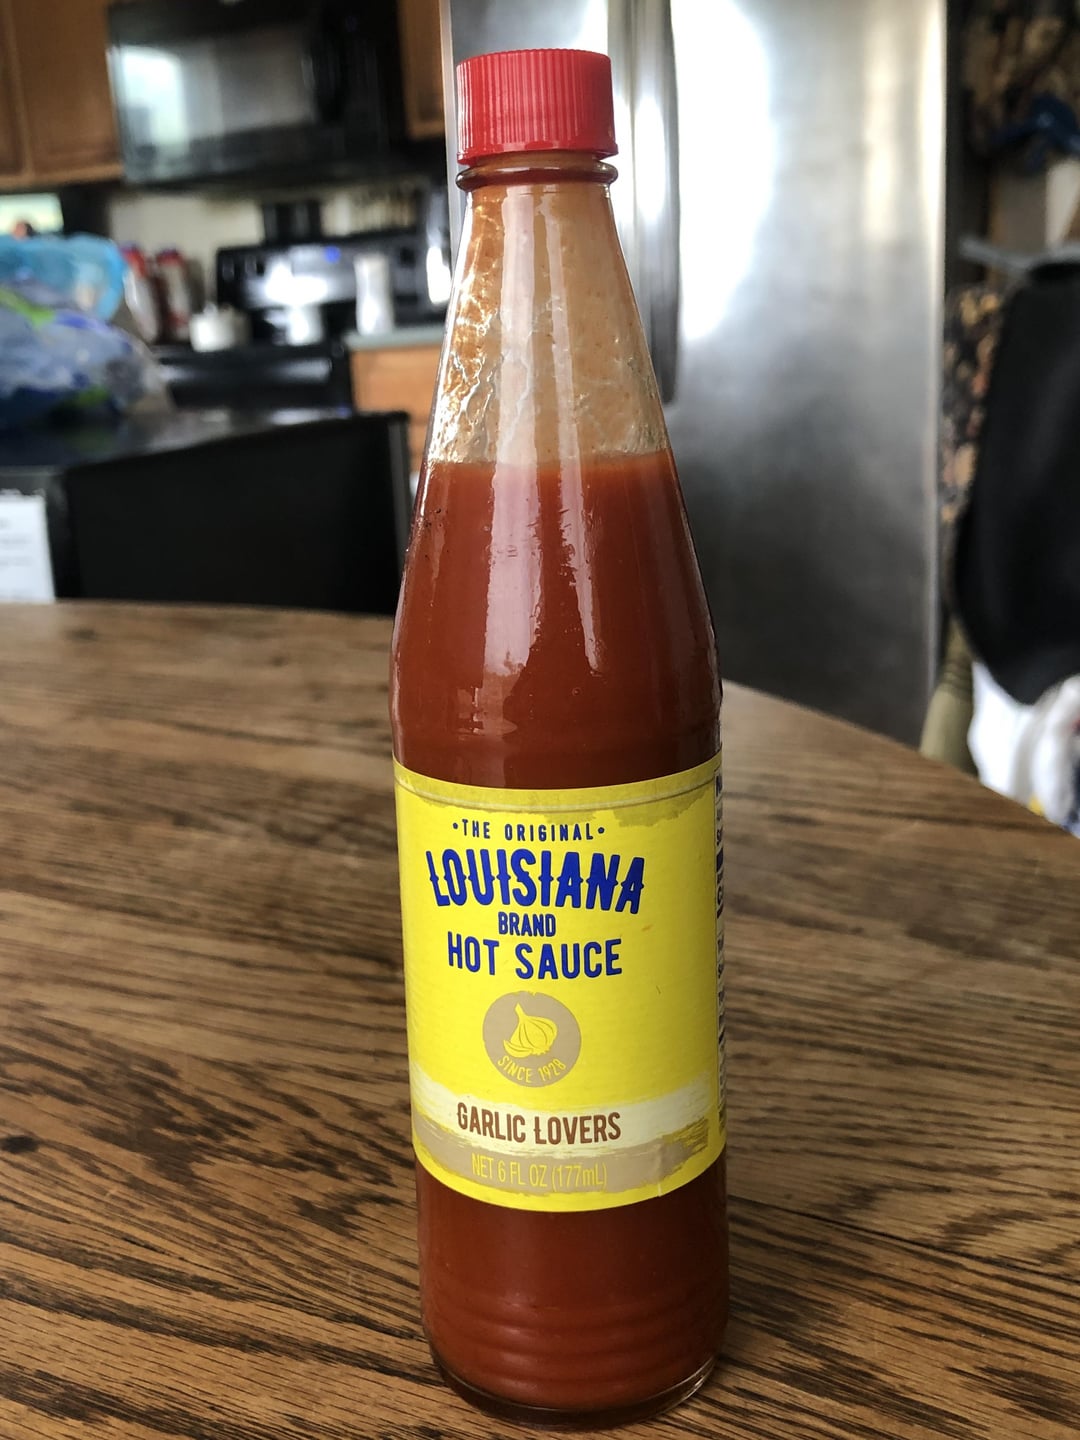 •THE ORIGINAL•
LOUISIANA
BRAND
HOT SAUCE
SINCE 1928
GARLIC LOVERS
NET 6 FL OZ (177mL)